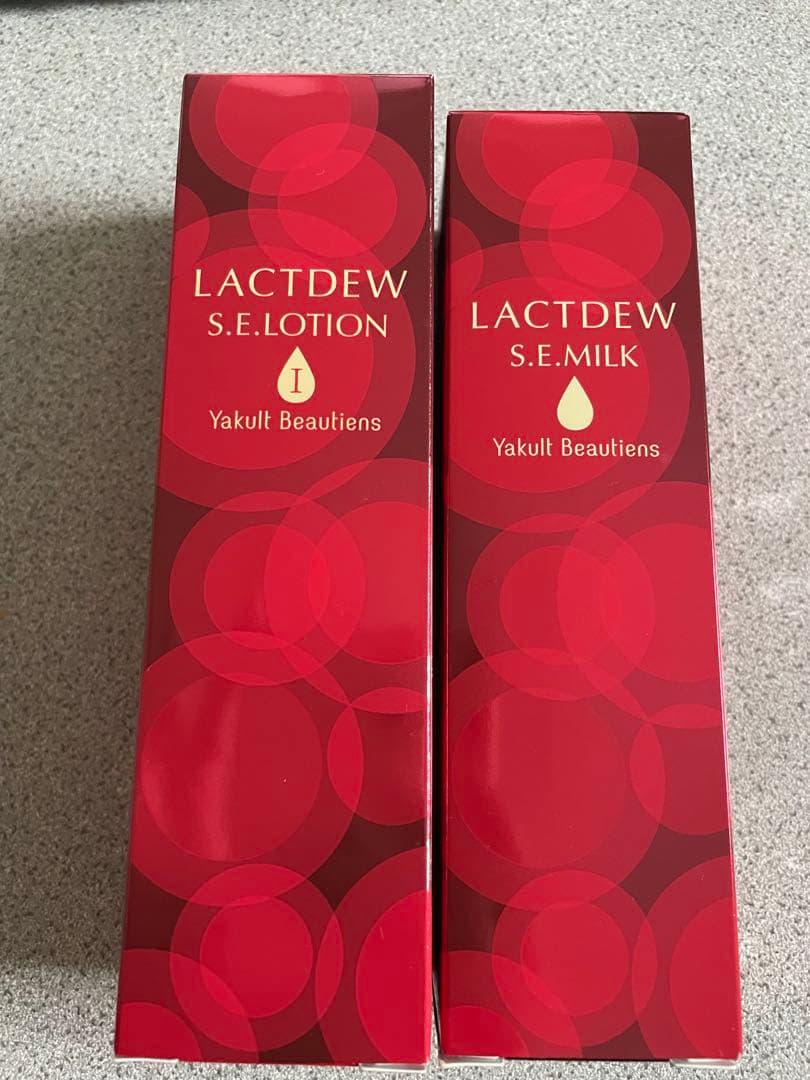 LACTDEW
S.E.LOTION
I
Yakult Beautiens
LACTDEW
S.E.MILK
Yakult Beautiens